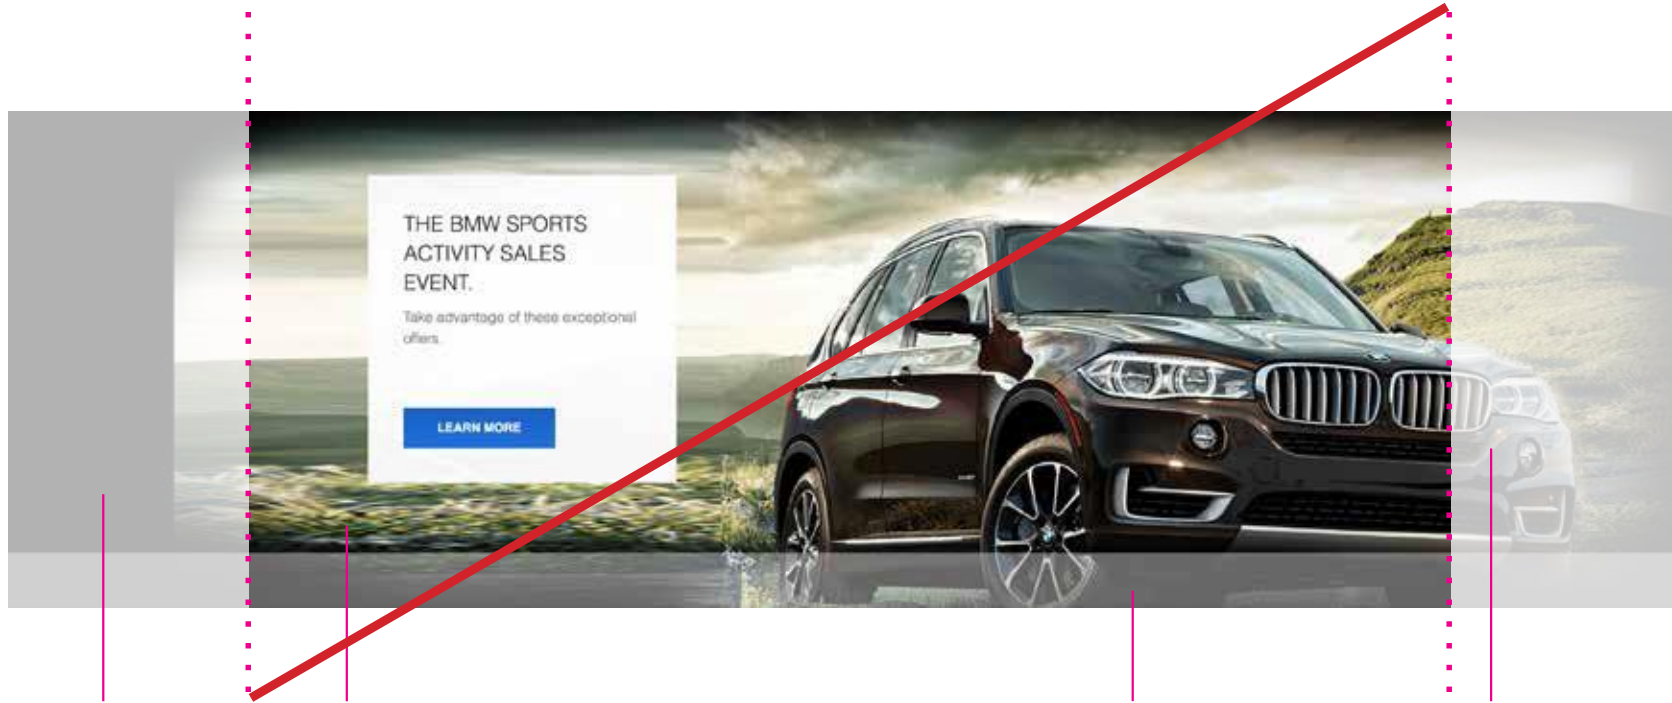 THE BMW SPORTS
ACTIVITY SALES
EVENT.
Take advantage of these exceptional
offers.
LEARN MORE